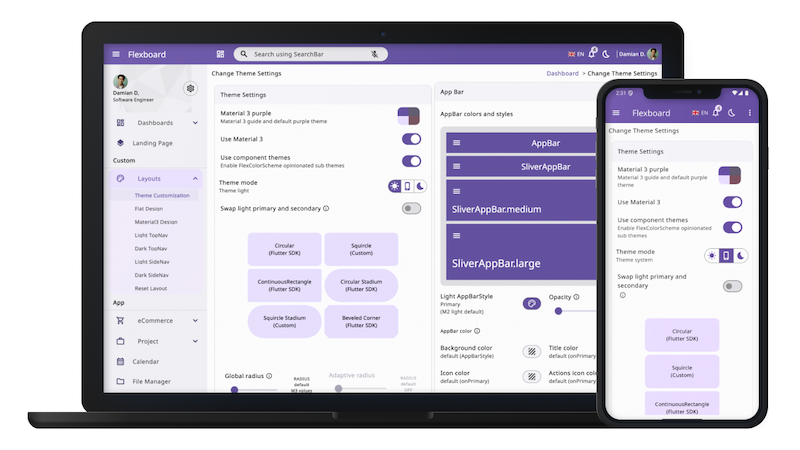 Flexboard
Search using SearchBar
EN
Damian D.
Damian D.
Software Engineer
Dashboards
Landing Page
Custom
Layouts
Theme Customization
Flat Design
Material3 Design
Light TopNav
Dark TopNav
Light SideNav
Dark SideNav
Reset Layout
App
eCommerce
Project
Calendar
File Manager
Change Theme Settings
Dashboard > Change Theme Settings
Theme Settings
Material 3 purple
Material 3 guide and default purple theme
Use Material 3
Use component themes
Enable FlexColorScheme opinionated sub themes
Theme mode
Theme light
Swap light primary and secondary
Circular
(Flutter SDK)
Squircle
(Custom)
ContinuousRectangle
(Flutter SDK)
Circular Stadium
(Flutter SDK)
Squircle Stadium
(Custom)
Beveled Corner
(Flutter SDK)
Global radius
RADIUS
default
M3 values
Adaptive radius
RADIUS
default
OFF
App Bar
AppBar colors and styles
AppBar
SliverAppBar
SliverAppBar.medium
SliverAppBar.large
Light AppBarStyle
Primary
(M2 light default)
Opacity
AppBar color
Background color
default (AppBarStyle)
Title color
default (onPrimary)
Icon color
default (onPrimary)
Actions icon color
default (onPrimary)
2:31
Flexboard
EN
Change Theme Settings
Theme Settings
Material 3 purple
Material 3 guide and default purple
theme
Use Material 3
Use component themes
Enable FlexColorScheme opinionated
sub themes
Theme mode
Theme system
Swap light primary and
secondary
Circular
(Flutter SDK)
Squircle
(Custom)
ContinuousRectangle
(Flutter SDK)